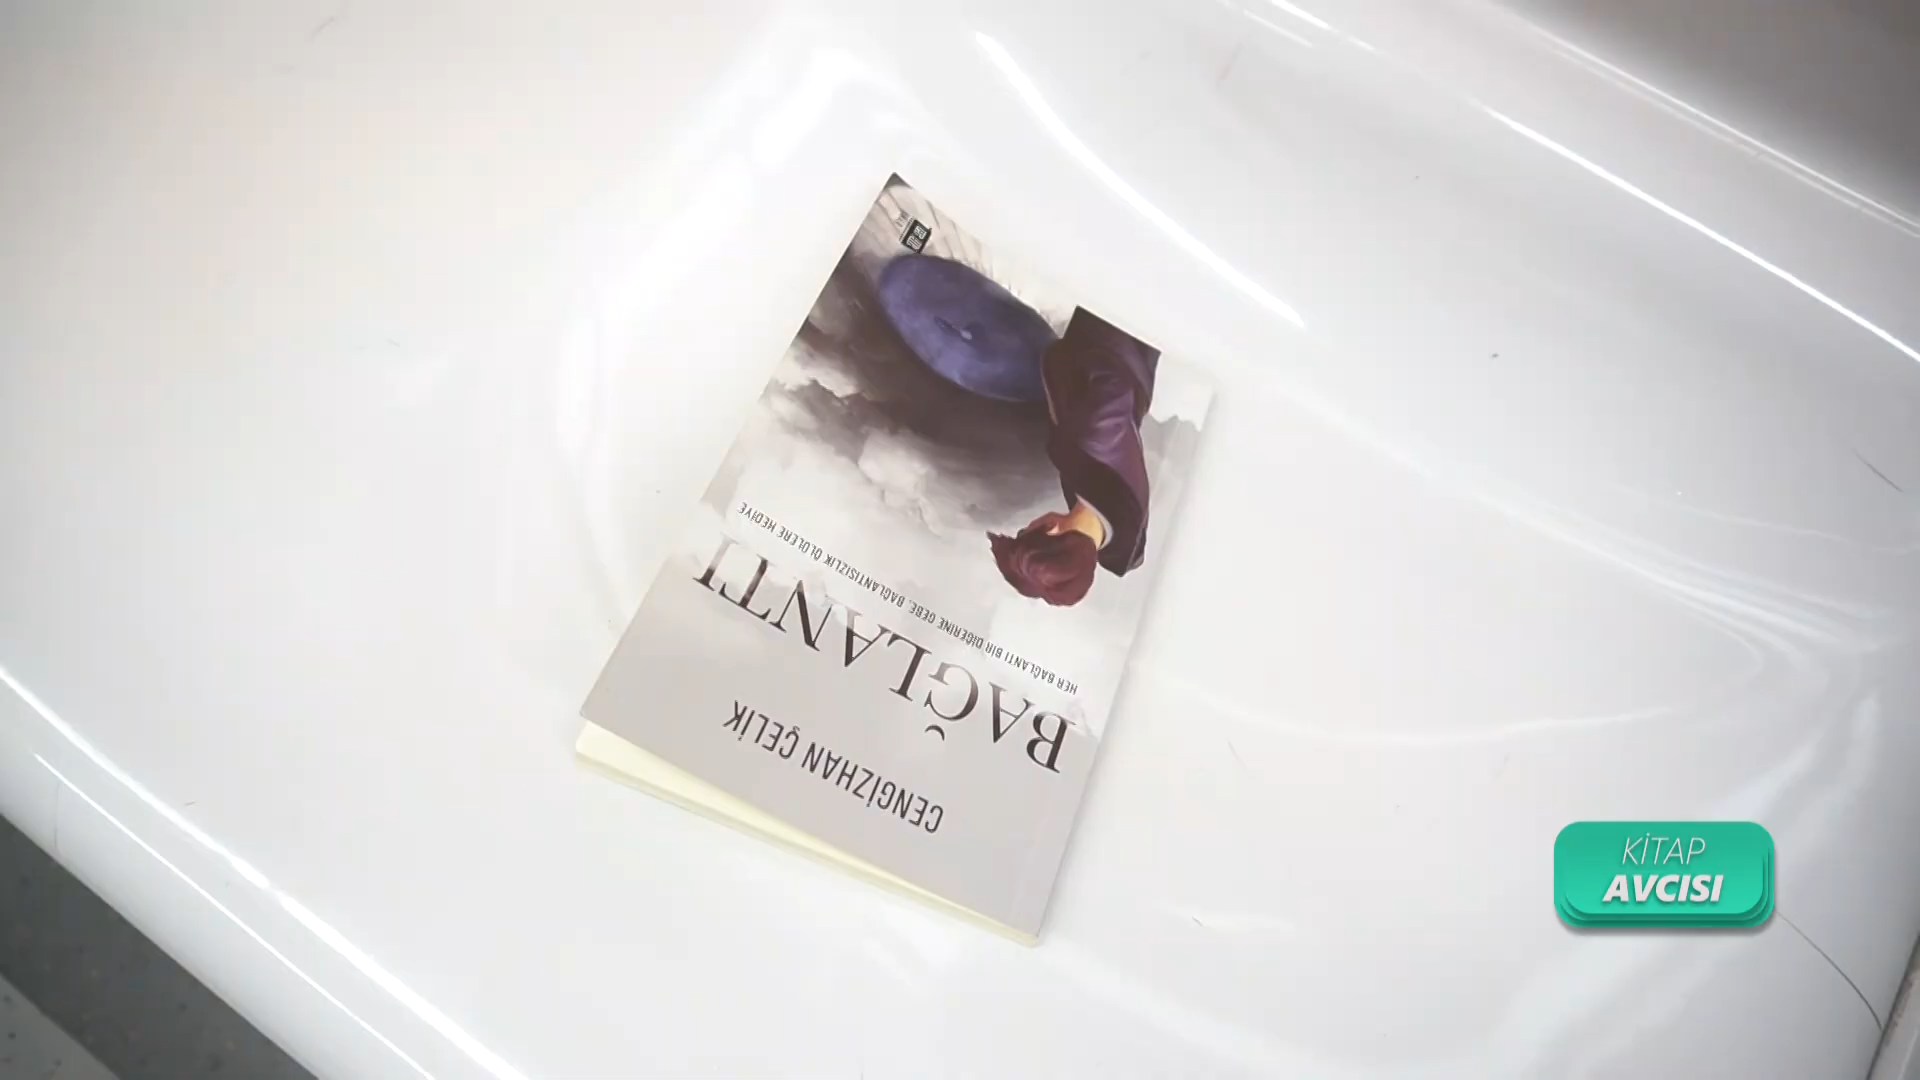 CENGİZHAN ÇELİK
BAĞLANTI
HER BAĞLANTI BİR DİĞERİNE GEBE, BAĞLANTISIZLIK ÖLÜLERE HEDİYE
KİTAP
AVCISI